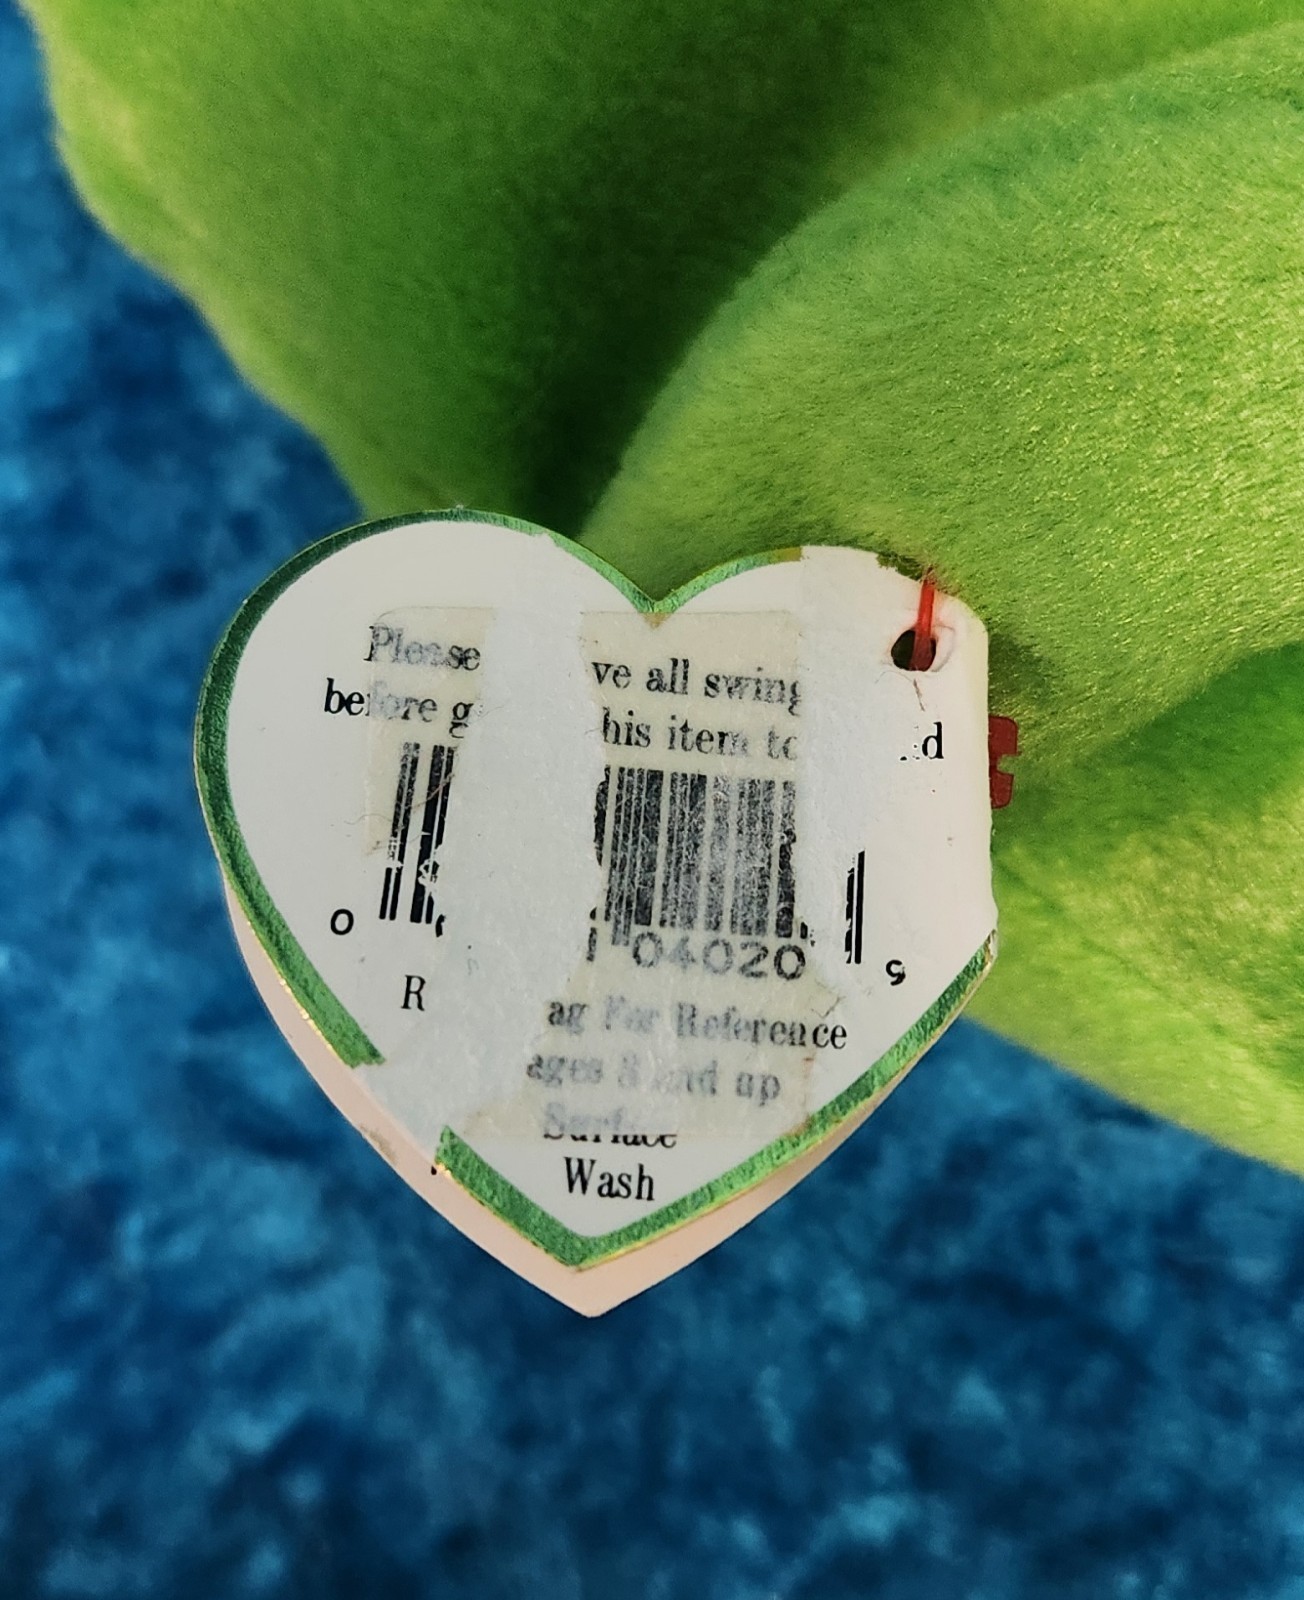 Please ve all swing
before g his item to d
0 04020 9
R ag For Reference
ages 3 and up
Surface
Wash